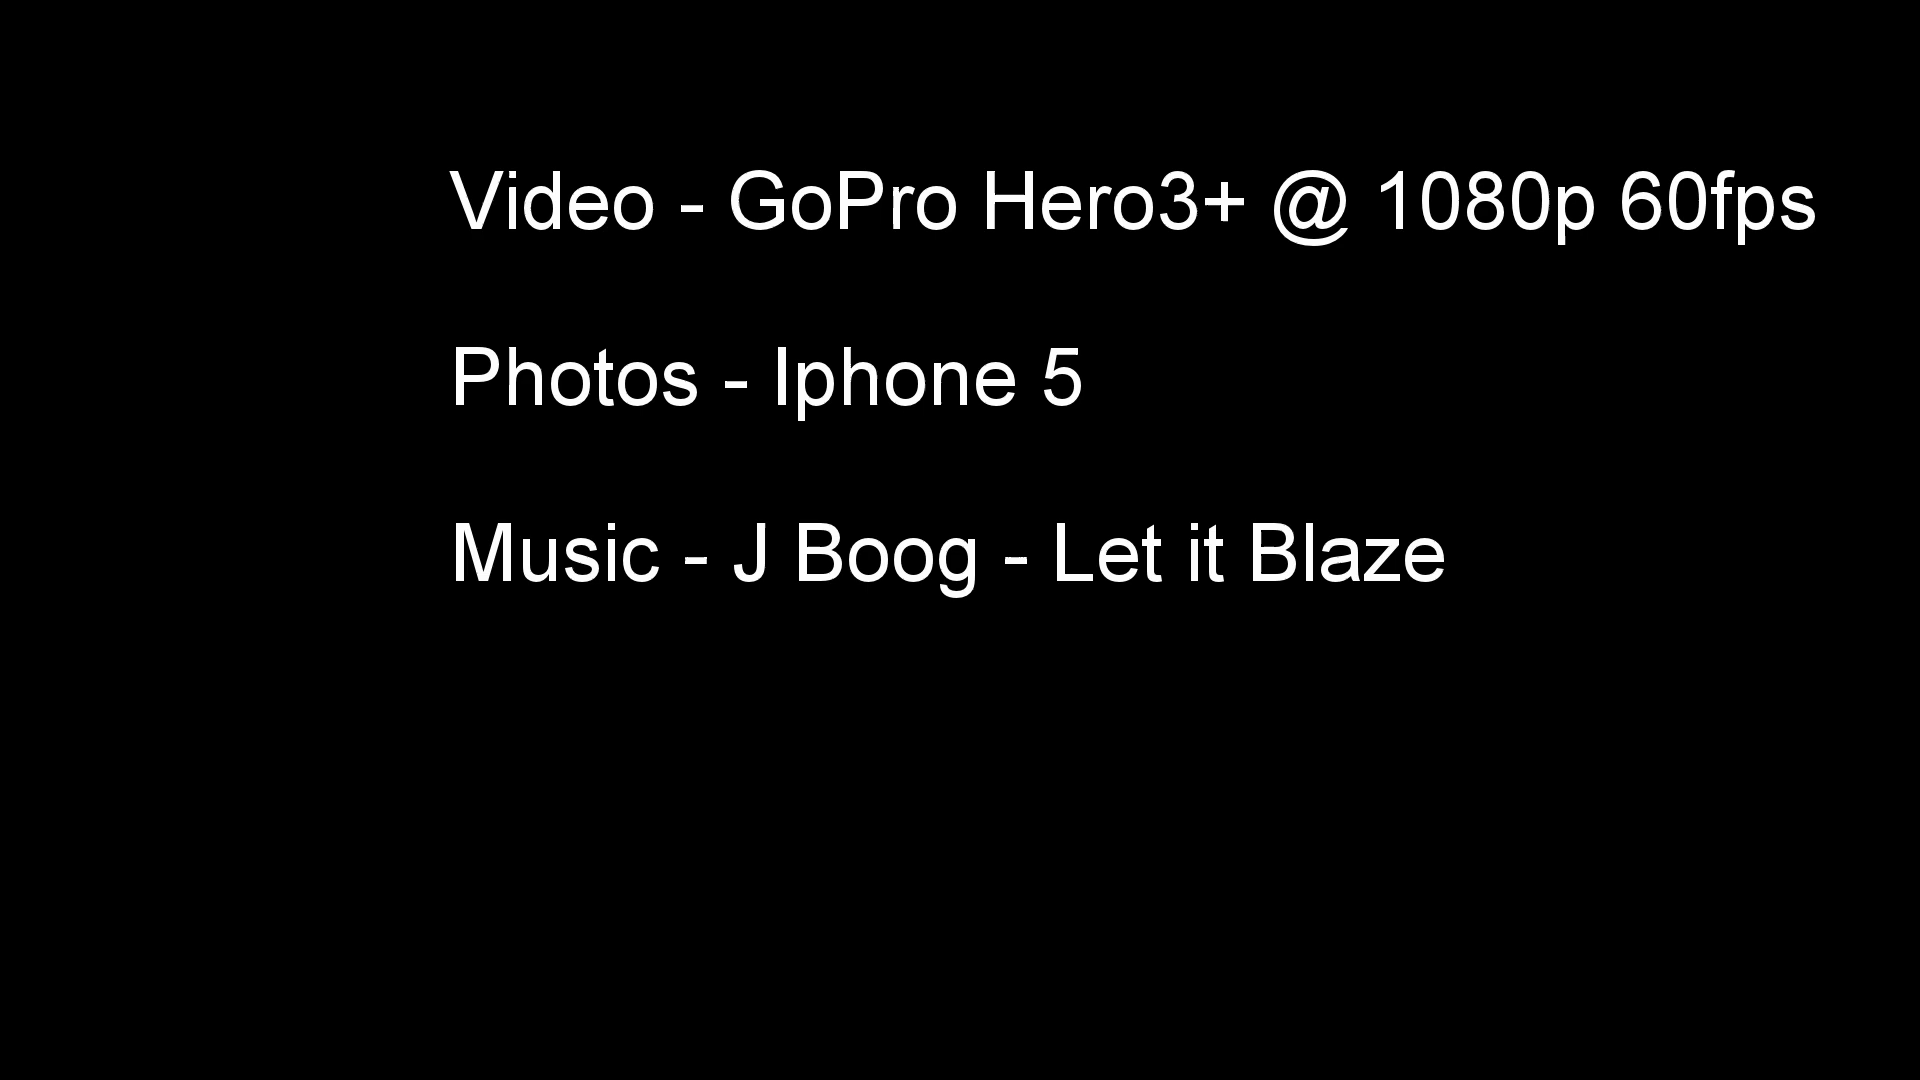 Video - GoPro Hero3+ @ 1080p 60fps
Photos - Iphone 5
Music - J Boog - Let it Blaze